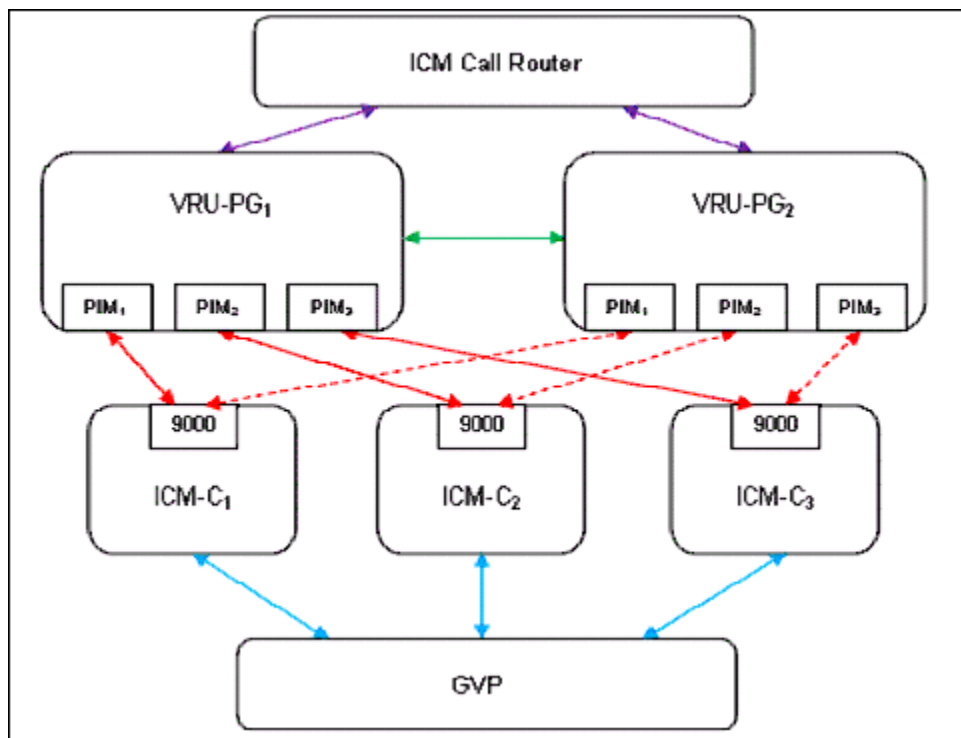 ICM Call Router
VRU-PG₁
VRU-PG₂
PIM₁ PIM₂ PIM₃
PIM₁ PIM₂ PIM₃
9000
9000
9000
ICM-C₁
ICM-C₂
ICM-C₃
GVP